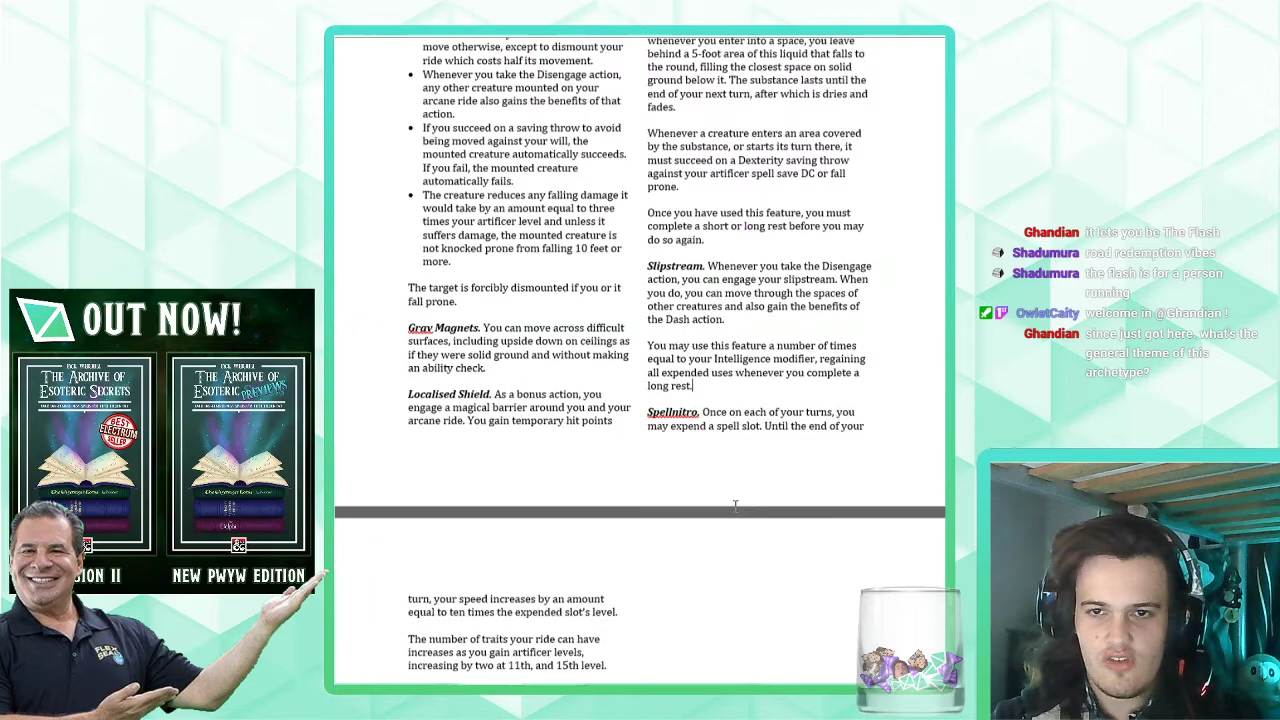 move otherwise, except to dismount your
ride which costs half its movement.
Whenever you take the Disengage action,
any other creature mounted on your
arcane ride also gains the benefits of that
action.
If you succeed on a saving throw to avoid
being moved against your will, the
mounted creature automatically succeeds.
If you fail, the mounted creature
automatically fails.
The creature reduces any falling damage it
would take by an amount equal to three
times your artificer level and unless it
suffers damage, the mounted creature is
not knocked prone from falling 10 feet or
more.
The target is forcibly dismounted if you or it
fall prone.
Grav Magnets. You can move across difficult
surfaces, including upside down on ceilings as
if they were solid ground and without making
an ability check.
Localised Shield. As a bonus action, you
engage a magical barrier around you and your
arcane ride. You gain temporary hit points
whenever you enter into a space, you leave
behind a 5-foot area of this liquid that falls to
the round, filling the closest space on solid
ground below it. The substance lasts until the
end of your next turn, after which is dries and
fades.
Whenever a creature enters an area covered
by the substance, or starts its turn there, it
must succeed on a Dexterity saving throw
against your artificer spell save DC or fall
prone.
Once you have used this feature, you must
complete a short or long rest before you may
do so again.
Slipstream. Whenever you take the Disengage
action, you can engage your slipstream. When
you do, you can move through the spaces of
other creatures and also gain the benefits of
the Dash action.
You may use this feature a number of times
equal to your Intelligence modifier, regaining
all expended uses whenever you complete a
long rest.
Spellnitro. Once on each of your turns, you
may expend a spell slot. Until the end of your
turn, your speed increases by an amount
equal to ten times the expended slot's level.
The number of traits your ride can have
increases as you gain artificer levels,
increasing by two at 11th, and 15th level.
OUT NOW!
THE ARCHIVE OF
ESOTERIC SECRETS
BEST
ELECTRUM
SELLER
THE ARCHIVE OF
ESOTERIC
PREVIEWS
ION II
NEW PWYW EDITION
Ghandian it lets you be The Flash
Shadumura road redemption vibes
Shadumura the flash is for a person
running
OwletCaity welcome in @Ghandian !
Ghandian since just got here. what's the
general theme of this
archetype?